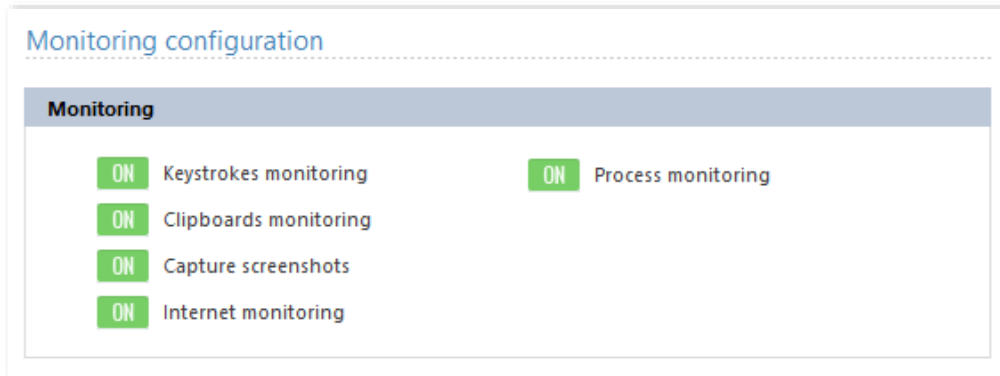 Monitoring configuration
Monitoring
ON Keystrokes monitoring ON Process monitoring
ON Clipboards monitoring
ON Capture screenshots
ON Internet monitoring